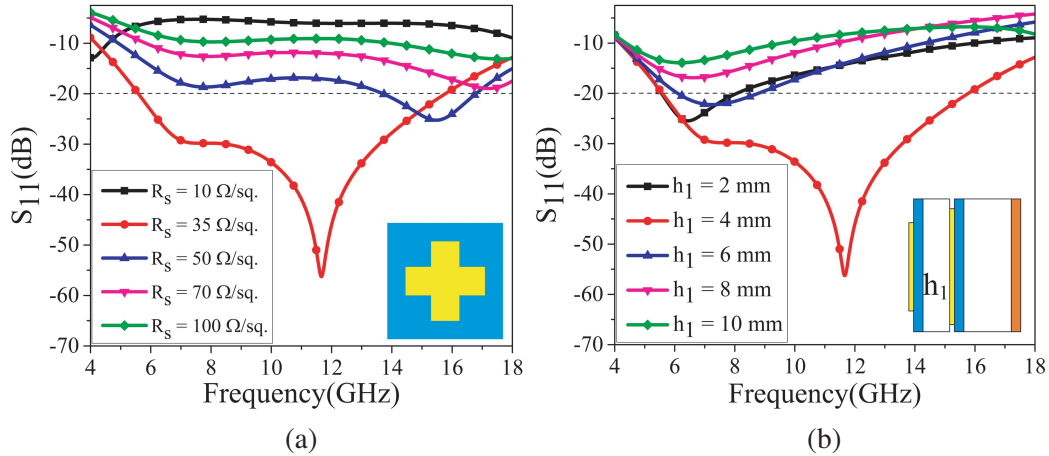 S11(dB)
-10
-20
-30
-40
-50
-60
-70
Rs = 10 Ω/sq.
Rs = 35 Ω/sq.
Rs = 50 Ω/sq.
Rs = 70 Ω/sq.
Rs = 100 Ω/sq.
4 6 8 10 12 14 16 18
Frequency(GHz)
(a)
S11(dB)
-10
-20
-30
-40
-50
-60
-70
h1 = 2 mm
h1 = 4 mm
h1 = 6 mm
h1 = 8 mm
h1 = 10 mm
h1
4 6 8 10 12 14 16 18
Frequency(GHz)
(b)